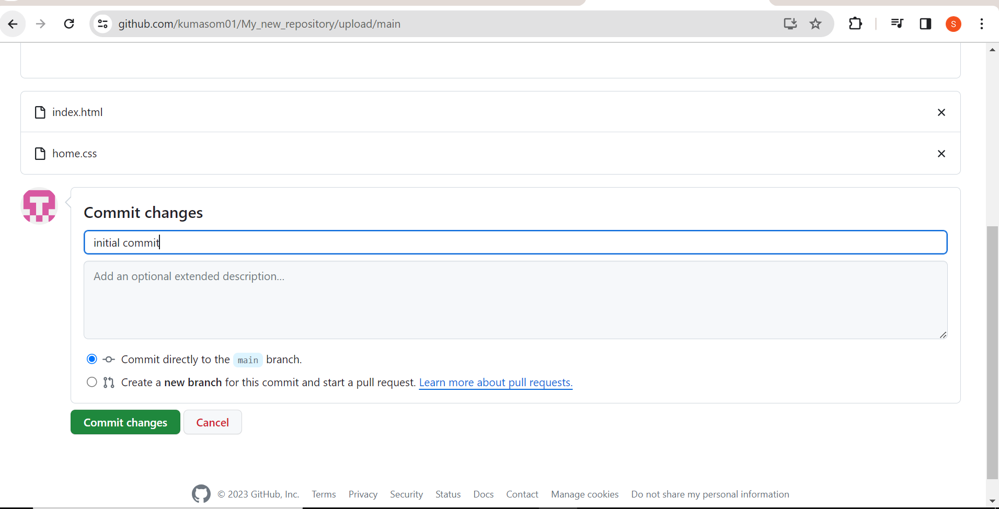 github.com/kumasom01/My_new_repository/upload/main
S
index.html
home.css
Commit changes
initial commit
Add an optional extended description...
Commit directly to the main branch.
Create a new branch for this commit and start a pull request. Learn more about pull requests.
Commit changes
Cancel
© 2023 GitHub, Inc.
Terms
Privacy
Security
Status
Docs
Contact
Manage cookies
Do not share my personal information